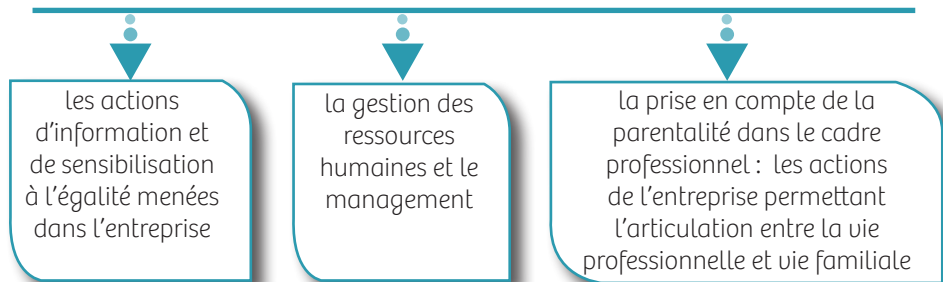 les actions
d'information et
de sensibilisation
à l'égalité menées
dans l'entreprise
la gestion des
ressources
humaines et le
management
la prise en compte de la
parentalité dans le cadre
professionnel : les actions
de l'entreprise permettant
l'articulation entre la vie
professionnelle et vie familiale